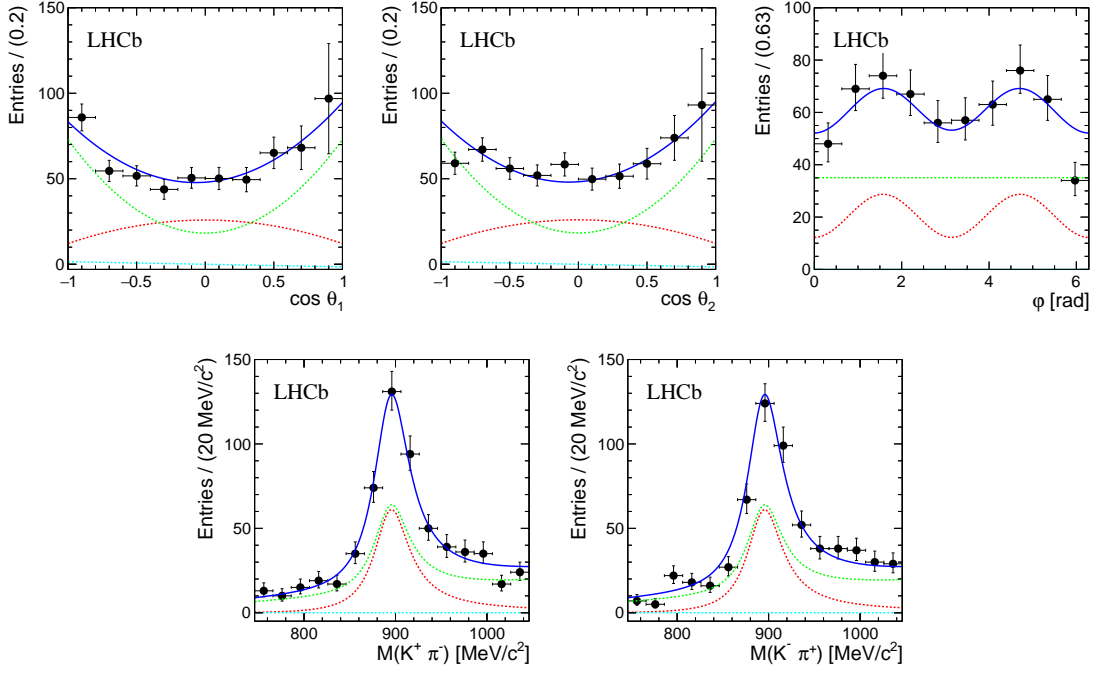 LHCb
Entries / (0.2)
0
50
100
150
−1 −0.5 0 0.5 1
cos θ1
LHCb
Entries / (0.2)
0
50
100
150
−1 −0.5 0 0.5 1
cos θ2
LHCb
Entries / (0.63)
0
20
40
60
80
100
0 2 4 6
φ [rad]
LHCb
Entries / (20 MeV/c²)
0
50
100
150
800 900 1000
M(K⁺ π⁻) [MeV/c²]
LHCb
Entries / (20 MeV/c²)
0
50
100
150
800 900 1000
M(K⁻ π⁺) [MeV/c²]